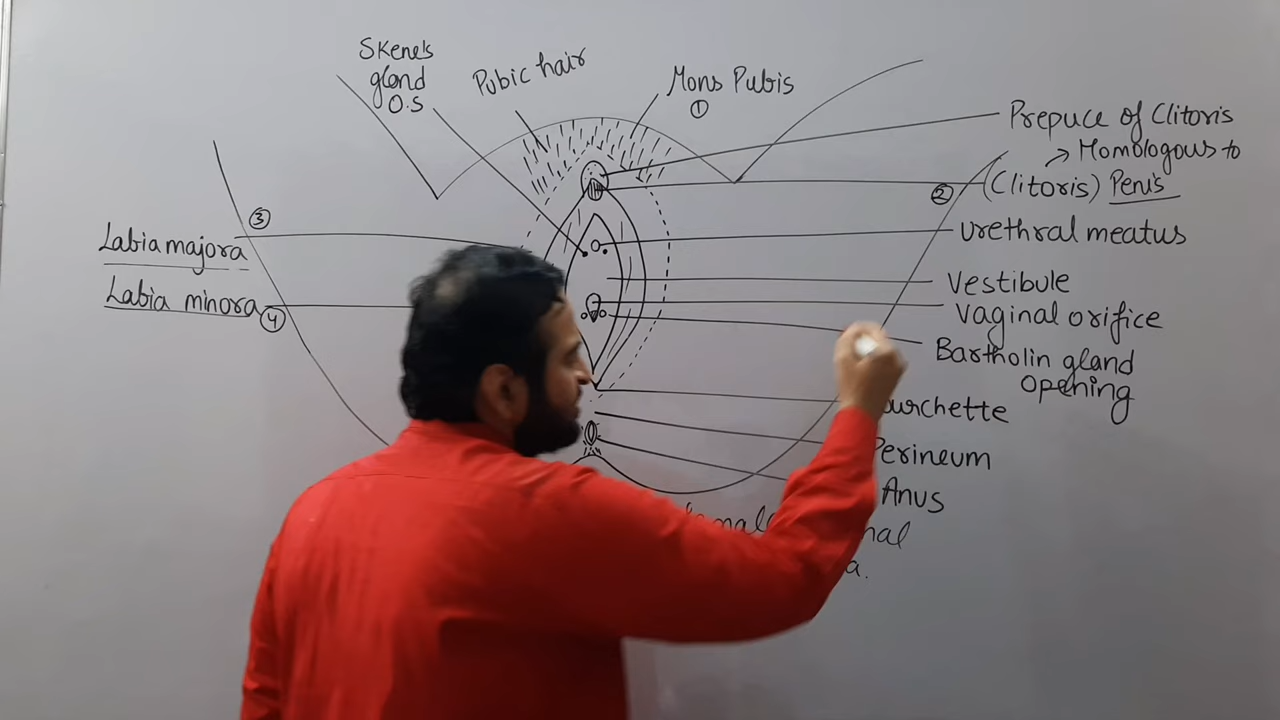 Skene's
gland
O.S
Pubic hair
Mons Pubis
①
Prepuce of Clitoris
→ Homologous to
② (Clitoris) Penis
urethral meatus
Vestibule
Vaginal orifice
Bartholin gland
opening
urchette
Perineum
Anus
③
Labia majora
Labia minora
④